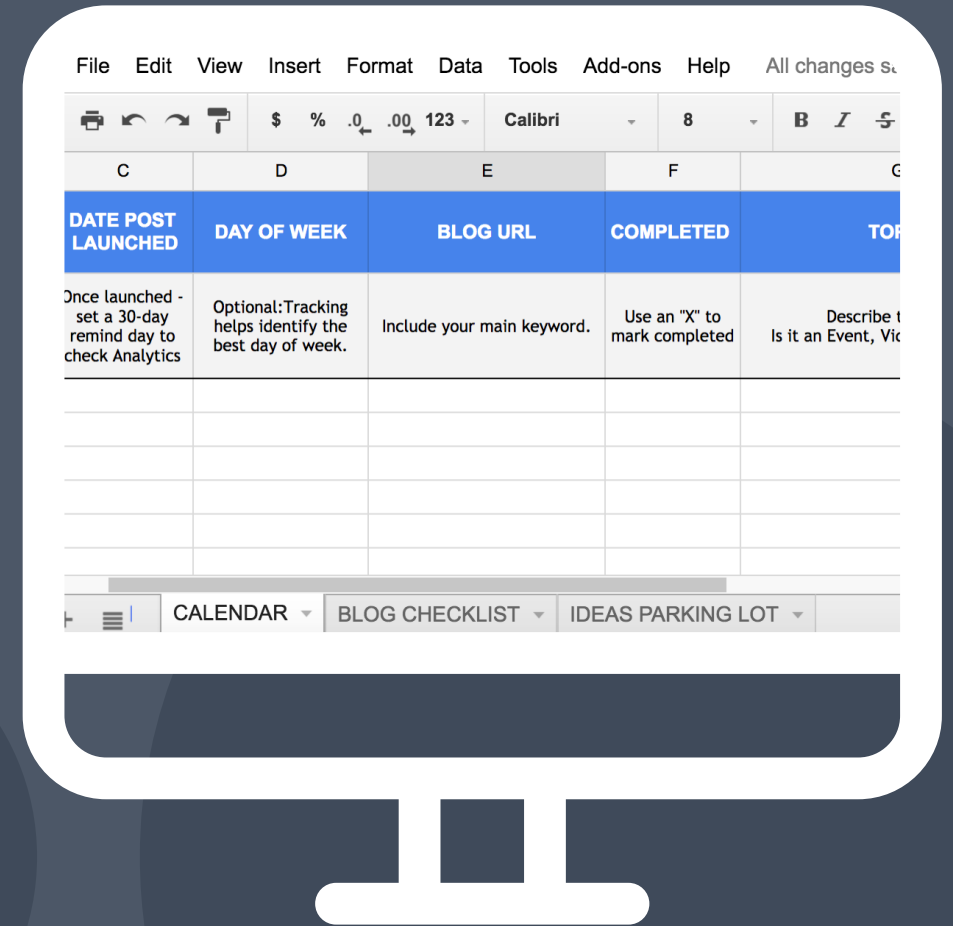 File Edit View Insert Format Data Tools Add-ons Help All changes
$ % .0 .00 123 Calibri 8 B I S
C D E F G
DATE POST LAUNCHED
DAY OF WEEK
BLOG URL
COMPLETED
Once launched -
set a 30-day
remind day to
check Analytics
Optional:Tracking
helps identify the
best day of week.
Include your main keyword.
Use an "X" to
mark completed
Describe
Is it an Event,
CALENDAR BLOG CHECKLIST IDEAS PARKING LOT